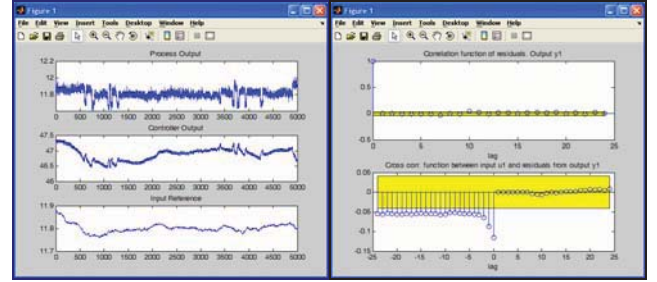 Figure 1
File Edit View Insert Tools Desktop Window Help
Process Output
12.2
12
11.8
0 500 1000 1500 2000 2500 3000 3500 4000 4500 5000
Controller Output
47.5
47
46.5
46
0 500 1000 1500 2000 2500 3000 3500 4000 4500 5000
Input Reference
11.9
11.8
11.7
0 500 1000 1500 2000 2500 3000 3500 4000 4500 5000
Figure 1
File Edit View Insert Tools Desktop Window Help
Correlation function of residuals. Output y1
1
0.5
0
-0.5
0 5 10 15 20 25
lag
Cross corr. function between input u1 and residuals from output y1
0.05
0
-0.05
-0.1
-0.15
-25 -20 -15 -10 -5 0 5 10 15 20 25
lag